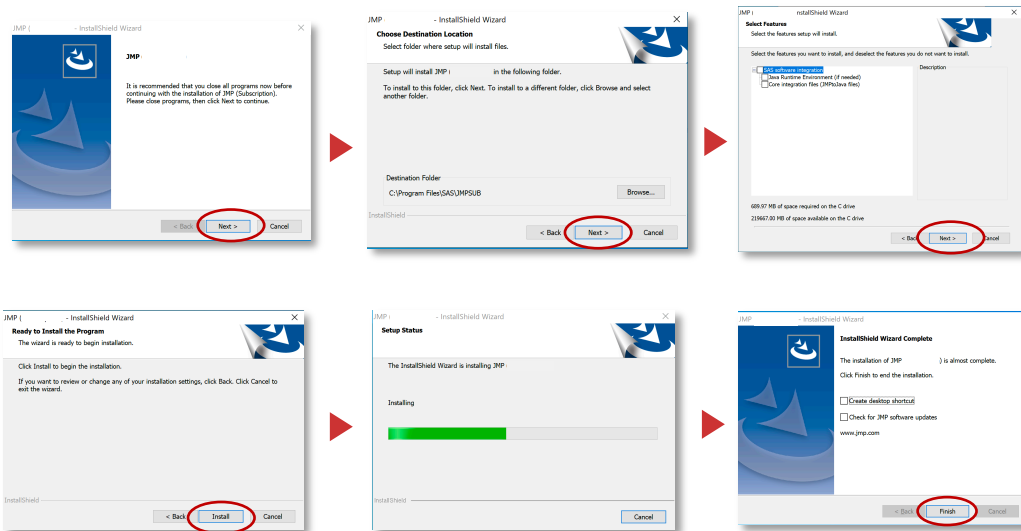 JMP ( - InstallShield Wizard
JMP
It is recommended that you close all programs now before
continuing with the installation of JMP (Subscription).
Please close programs, then click Next to continue.
< Back
Next >
Cancel
JMP - InstallShield Wizard
Choose Destination Location
Select folder where setup will install files.
Setup will install JMP ( in the following folder.
To install to this folder, click Next. To install to a different folder, click Browse and select
another folder.
Destination Folder
C:\Program Files\SAS\JMPSUB
Browse...
InstallShield
< Back
Next >
Cancel
JMP ( nstallShield Wizard
Select Features
Select the features setup will install.
Select the features you want to install, and deselect the features you do not want to install.
SAS software integration
Java Runtime Environment (if needed)
Core integration files (JMPtoJava files)
Description
689.97 MB of space required on the C drive
219667.00 MB of space available on the C drive
< Back
Next >
Cancel
JMP ( - InstallShield Wizard
Ready to Install the Program
The wizard is ready to begin installation.
Click Install to begin the installation.
If you want to review or change any of your installation settings, click Back. Click Cancel to
exit the wizard.
InstallShield
< Back
Install
Cancel
JMP - InstallShield Wizard
Setup Status
The InstallShield Wizard is installing JMP
Installing
InstallShield
Cancel
JMP - InstallShield Wizard
InstallShield Wizard Complete
The installation of JMP ) is almost complete.
Click Finish to end the installation.
Create desktop shortcut
Check for JMP software updates
www.jmp.com
< Back
Finish
Cancel